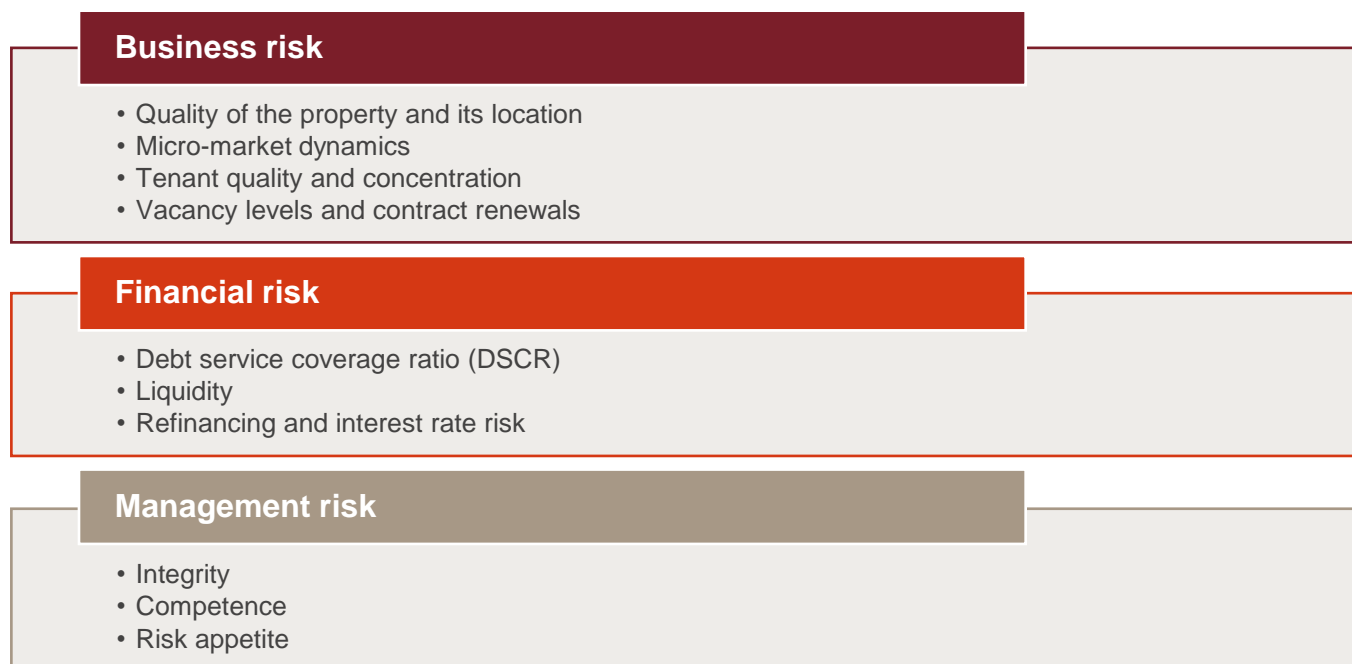 Business risk
• Quality of the property and its location
• Micro-market dynamics
• Tenant quality and concentration
• Vacancy levels and contract renewals
Financial risk
• Debt service coverage ratio (DSCR)
• Liquidity
• Refinancing and interest rate risk
Management risk
• Integrity
• Competence
• Risk appetite